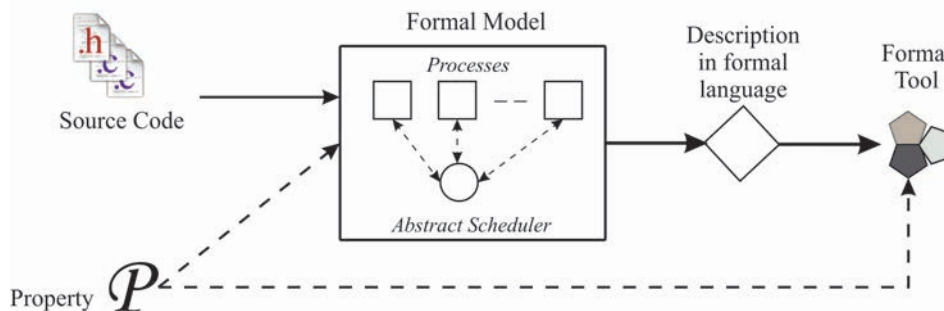 Formal Model
Description
in formal
language
Forma
Tool
Processes
.h
.c
.c
Source Code
Abstract Scheduler
Property P